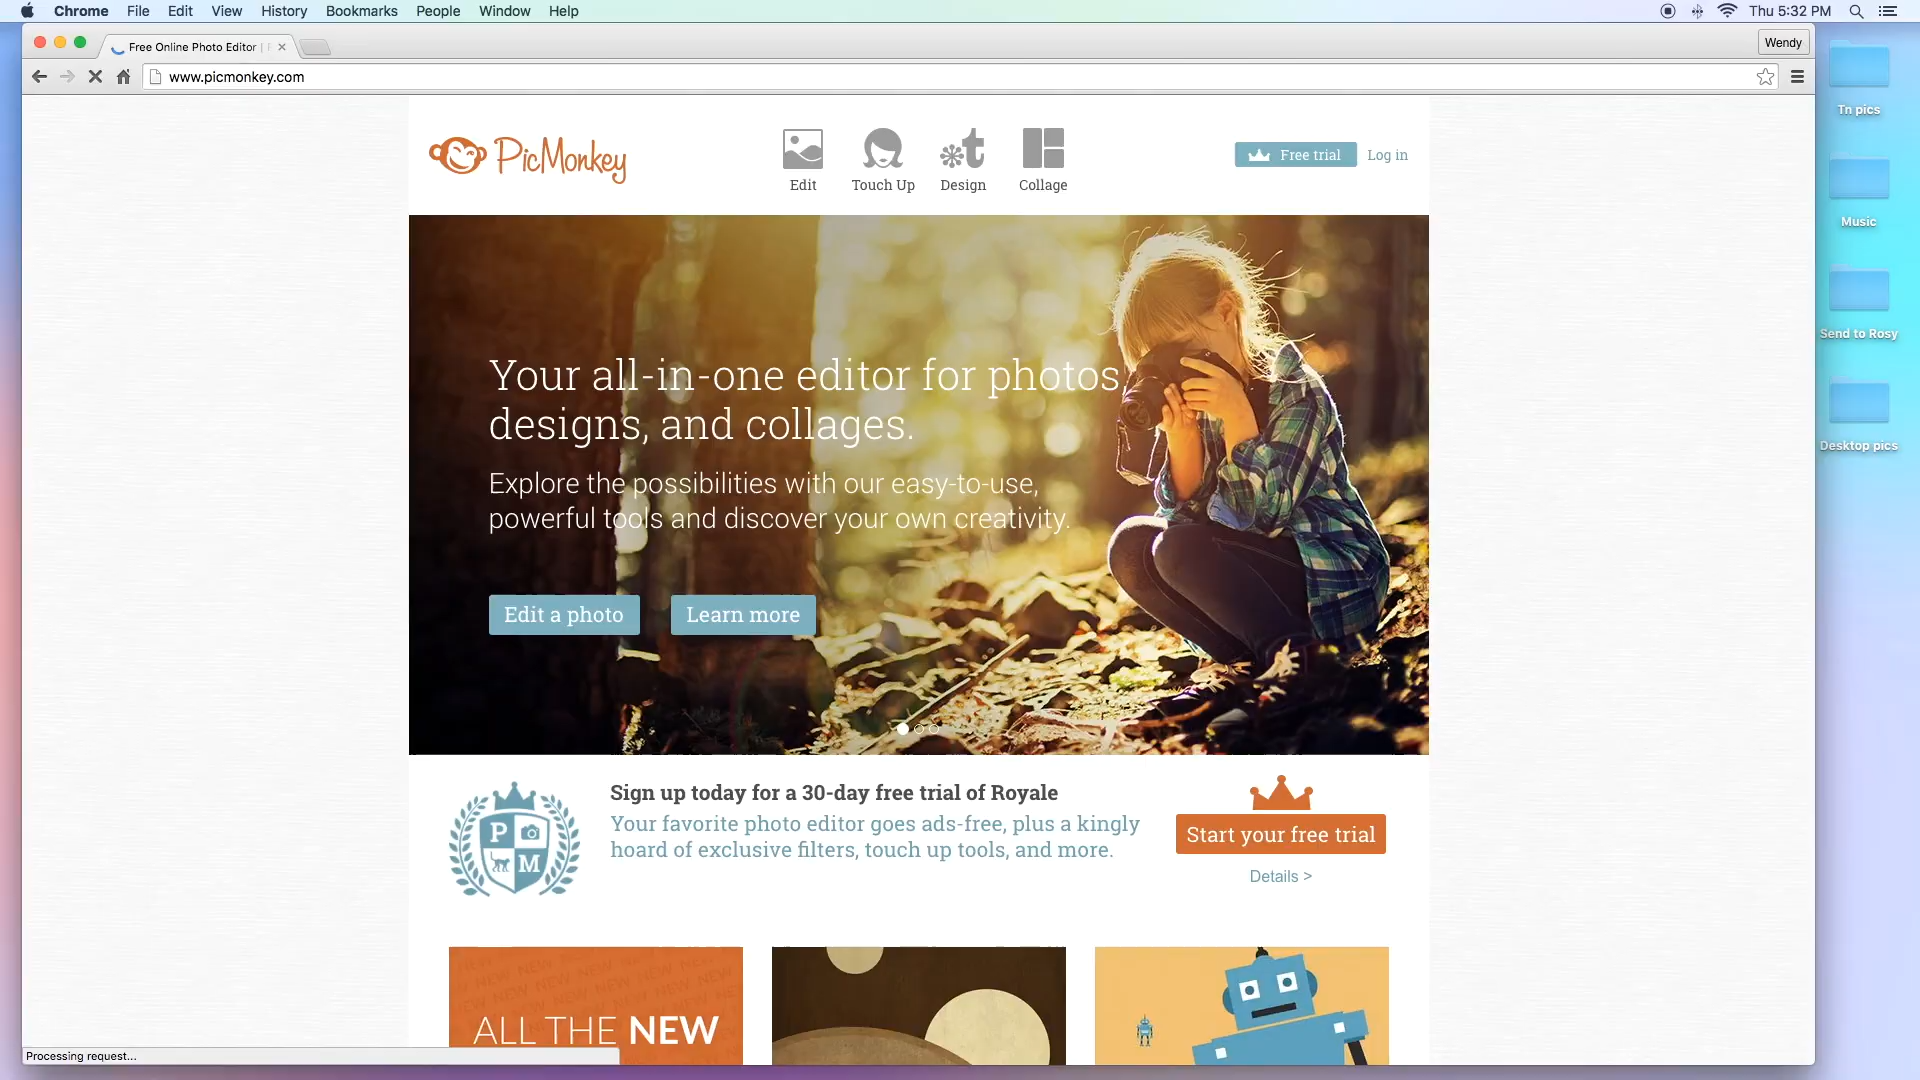 Chrome File Edit View History Bookmarks People Window Help
Thu 5:32 PM
Free Online Photo Editor |
Wendy
www.picmonkey.com
PicMonkey
Edit
Touch Up
Design
Collage
Free trial
Log in
Your all-in-one editor for photos,
designs, and collages.
Explore the possibilities with our easy-to-use,
powerful tools and discover your own creativity.
Edit a photo
Learn more
P
M
Sign up today for a 30-day free trial of Royale
Your favorite photo editor goes ads-free, plus a kingly
hoard of exclusive filters, touch up tools, and more.
Start your free trial
Details >
ALL THE NEW
Processing request...
Tn pics
Music
Send to Rosy
Desktop pics